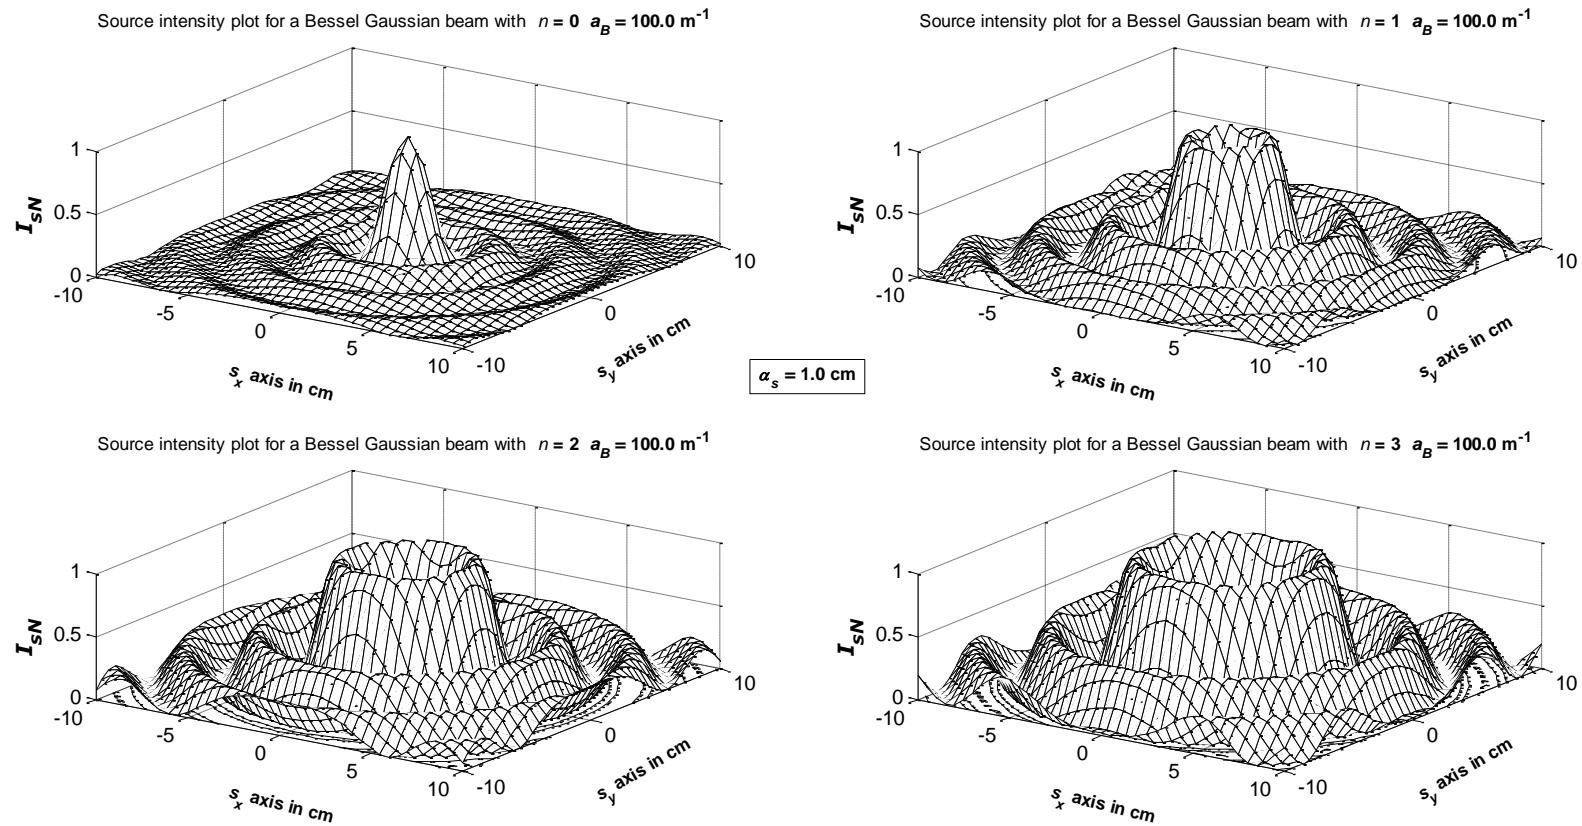 Source intensity plot for a Bessel Gaussian beam with n = 0 a_B = 100.0 m^-1
1
0.5
0
I_sN
-10
-5
0
5
10
s_x axis in cm
-10
0
10
s_y axis in cm
Source intensity plot for a Bessel Gaussian beam with n = 1 a_B = 100.0 m^-1
1
0.5
0
I_sN
-10
-5
0
5
10
s_x axis in cm
-10
0
10
s_y axis in cm
α_s = 1.0 cm
Source intensity plot for a Bessel Gaussian beam with n = 2 a_B = 100.0 m^-1
1
0.5
0
I_sN
-10
-5
0
5
10
s_x axis in cm
-10
0
10
s_y axis in cm
Source intensity plot for a Bessel Gaussian beam with n = 3 a_B = 100.0 m^-1
1
0.5
0
I_sN
-10
-5
0
5
10
s_x axis in cm
-10
0
10
s_y axis in cm